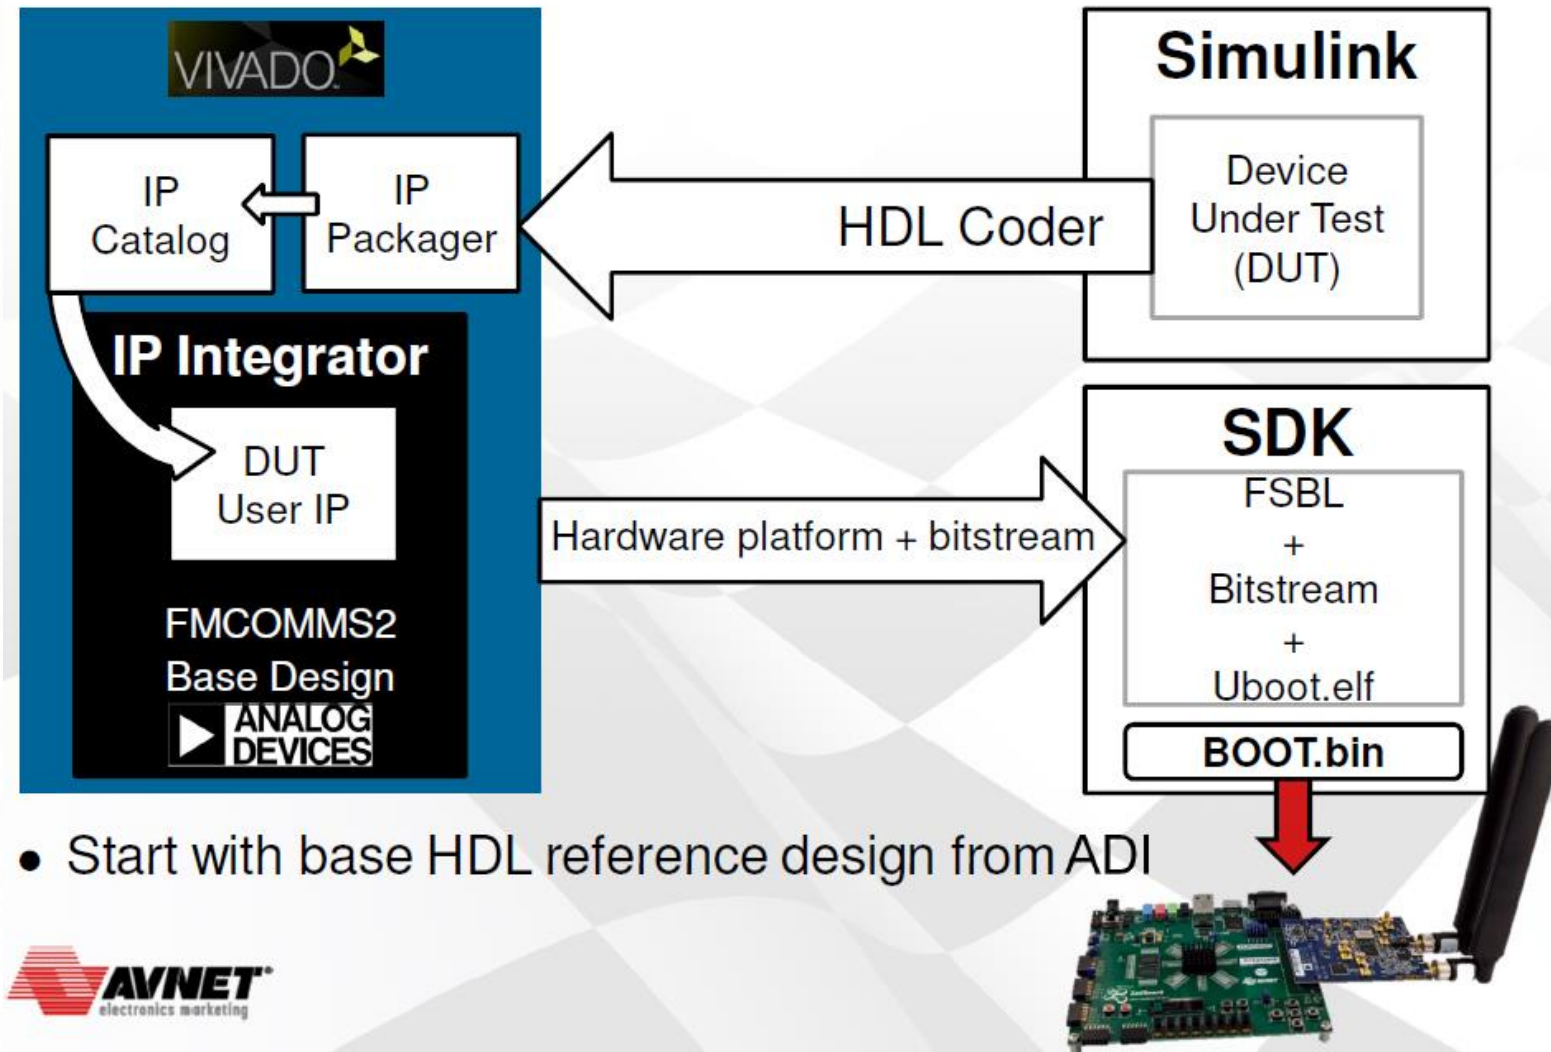 VIVADO
IP
Catalog
IP
Packager
IP Integrator
DUT
User IP
FMCOMMS2
Base Design
ANALOG
DEVICES
HDL Coder
Simulink
Device
Under Test
(DUT)
Hardware platform + bitstream
SDK
FSBL
+
Bitstream
+
Uboot.elf
BOOT.bin
• Start with base HDL reference design from ADI
AVNET
electronics marketing